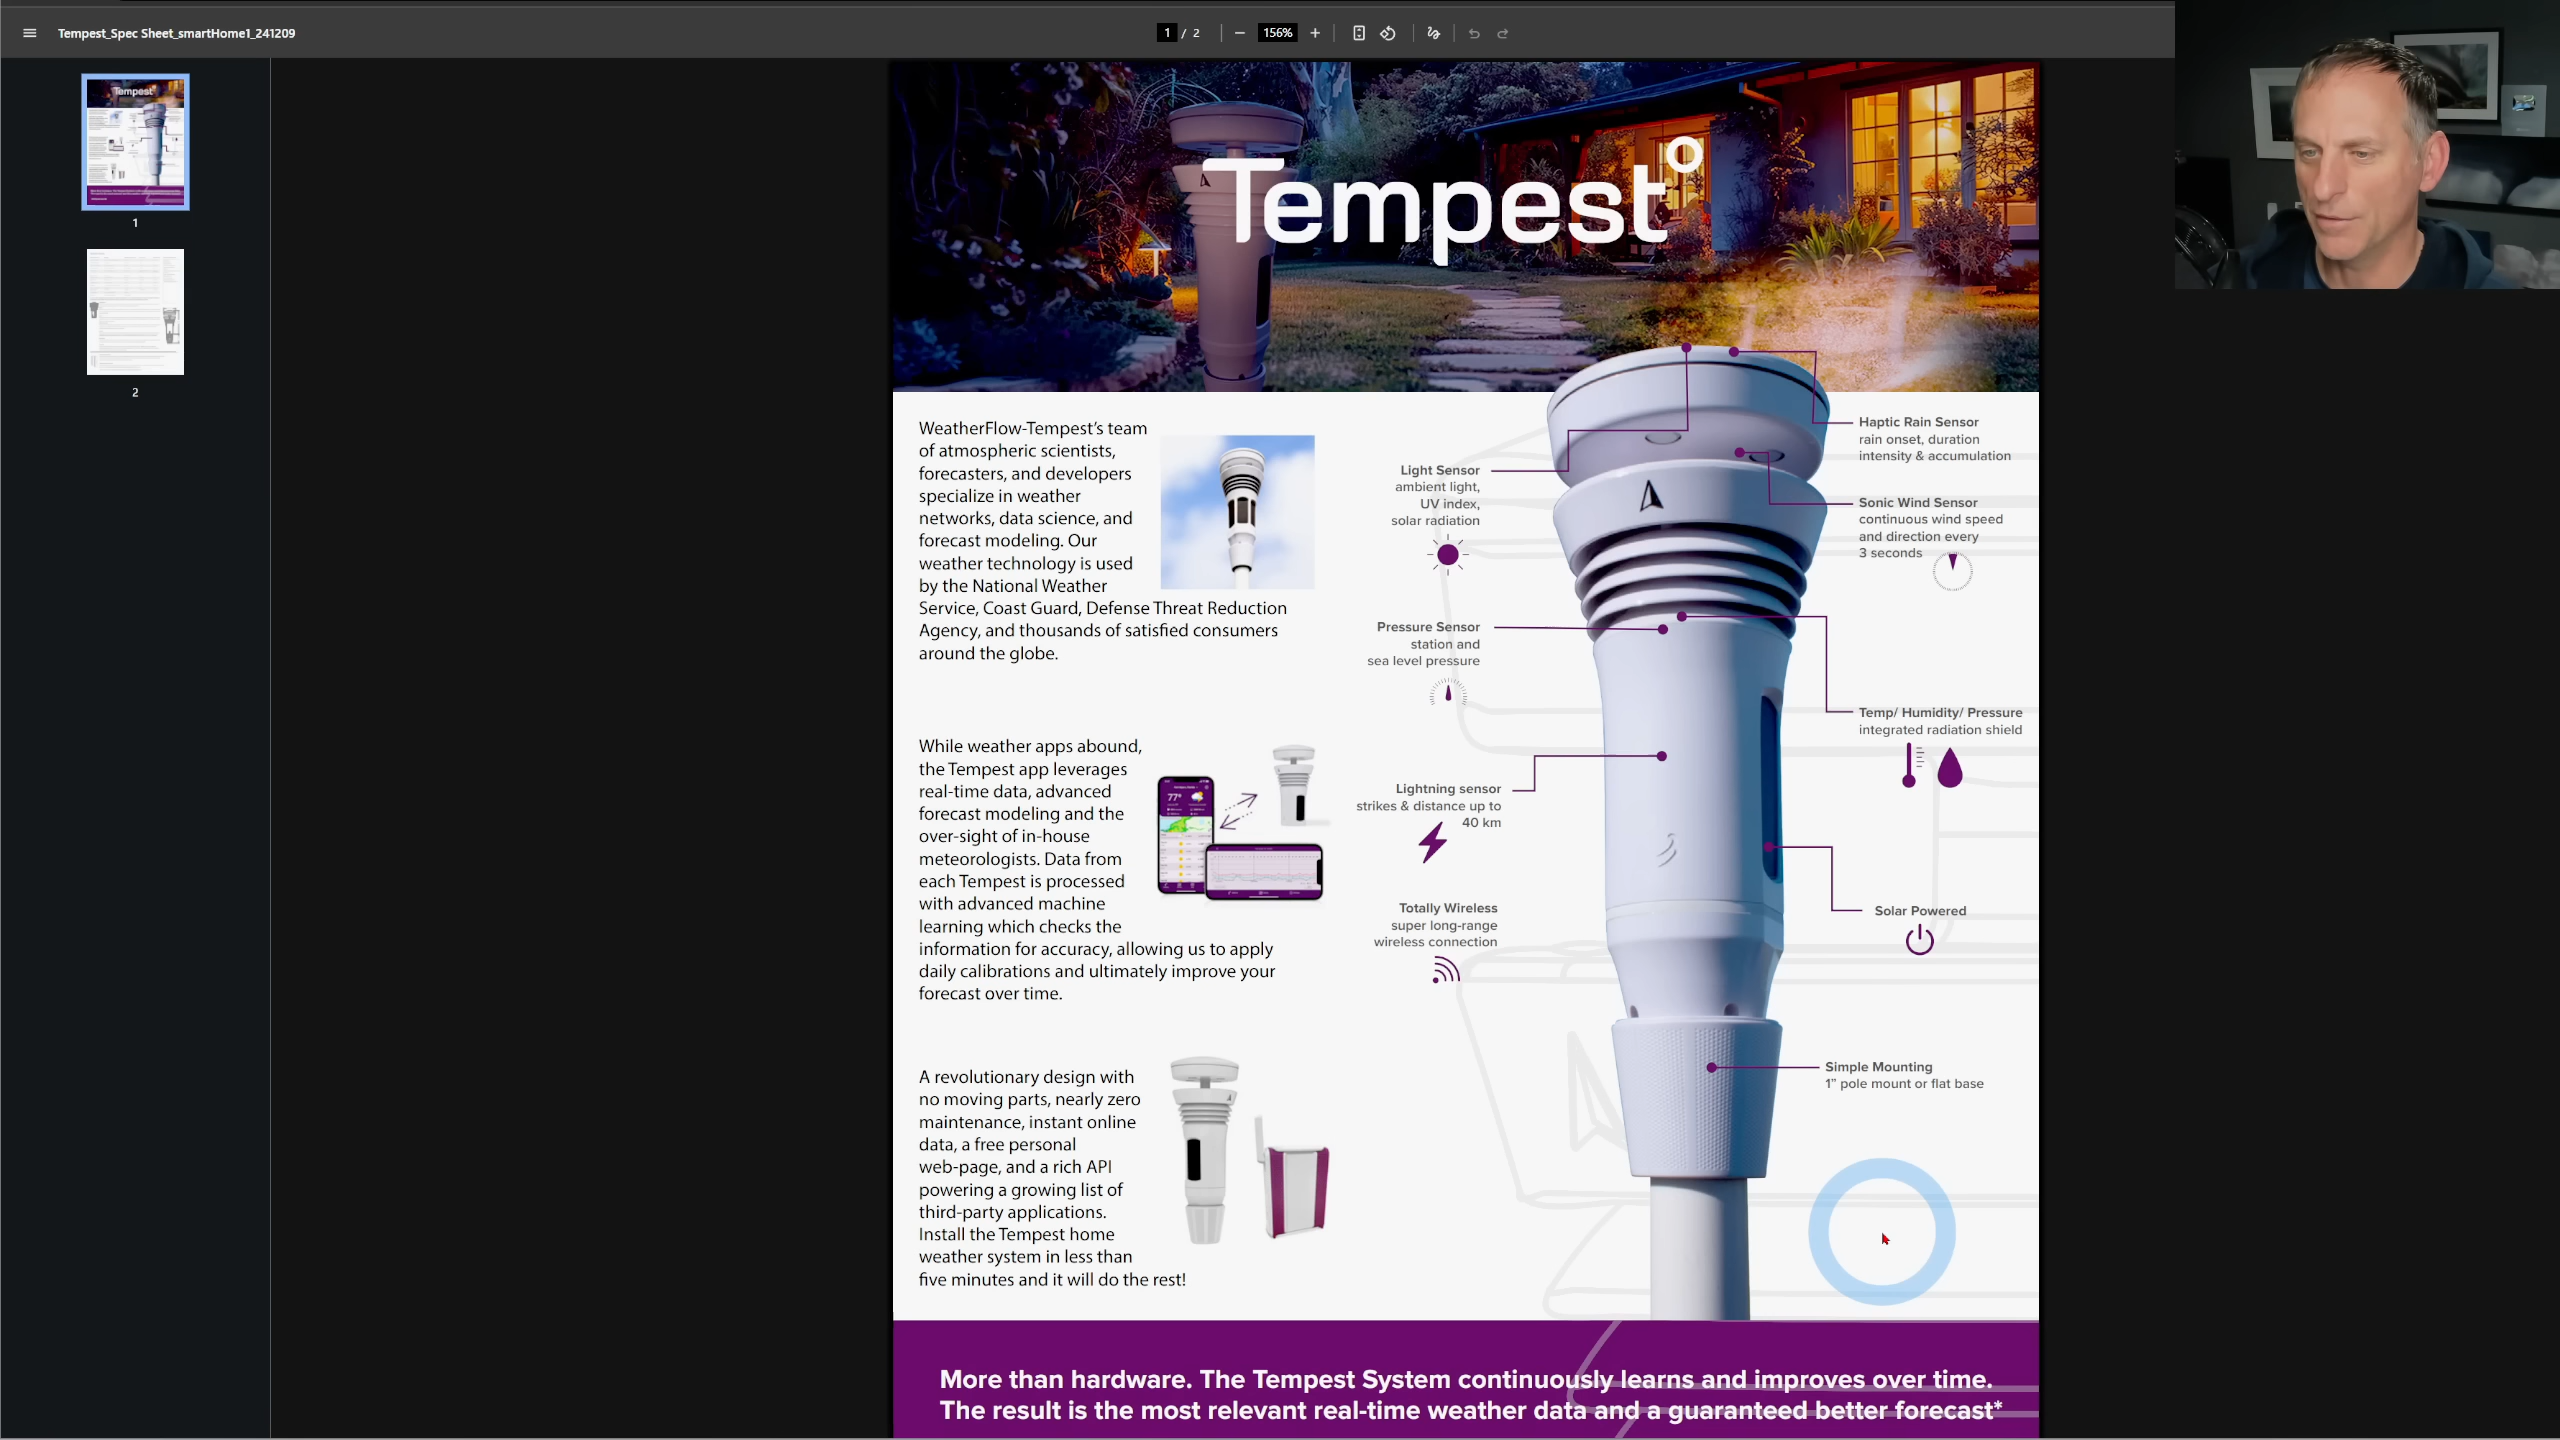 Tempest_Spec Sheet_smartHome1_241209
1 / 2
156%
1
2
Tempest°
WeatherFlow-Tempest’s team
of atmospheric scientists,
forecasters, and developers
specialize in weather
networks, data science, and
forecast modeling. Our
weather technology is used
by the National Weather
Service, Coast Guard, Defense Threat Reduction
Agency, and thousands of satisfied consumers
around the globe.
While weather apps abound,
the Tempest app leverages
real-time data, advanced
forecast modeling and the
over-sight of in-house
meteorologists. Data from
each Tempest is processed
with advanced machine
learning which checks the
information for accuracy, allowing us to apply
daily calibrations and ultimately improve your
forecast over time.
77°
A revolutionary design with
no moving parts, nearly zero
maintenance, instant online
data, a free personal
web-page, and a rich API
powering a growing list of
third-party applications.
Install the Tempest home
weather system in less than
five minutes and it will do the rest!
Light Sensor
ambient light,
UV index,
solar radiation
Pressure Sensor
station and
sea level pressure
Lightning sensor
strikes & distance up to
40 km
Totally Wireless
super long-range
wireless connection
Haptic Rain Sensor
rain onset, duration
intensity & accumulation
Sonic Wind Sensor
continuous wind speed
and direction every
3 seconds
Temp/ Humidity/ Pressure
integrated radiation shield
Solar Powered
Simple Mounting
1” pole mount or flat base
More than hardware. The Tempest System continuously learns and improves over time.
The result is the most relevant real-time weather data and a guaranteed better forecast*